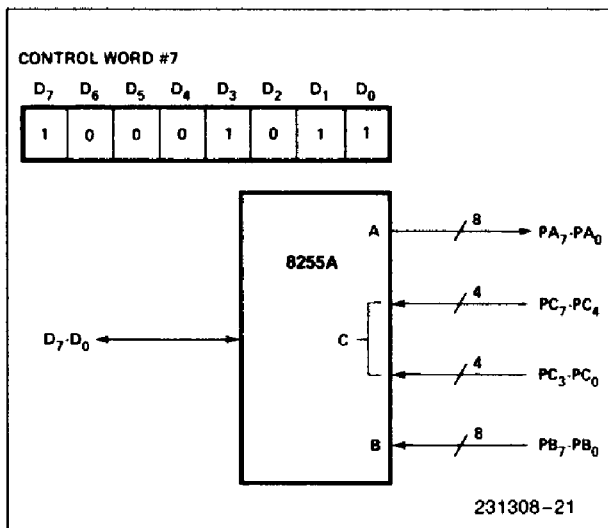 CONTROL WORD #7
D7 D6 D5 D4 D3 D2 D1 D0
1 0 0 0 1 0 1 1
8255A
A
8
PA7-PA0
4
PC7-PC4
D7-D0
C
4
PC3-PC0
B
8
PB7-PB0
231308-21